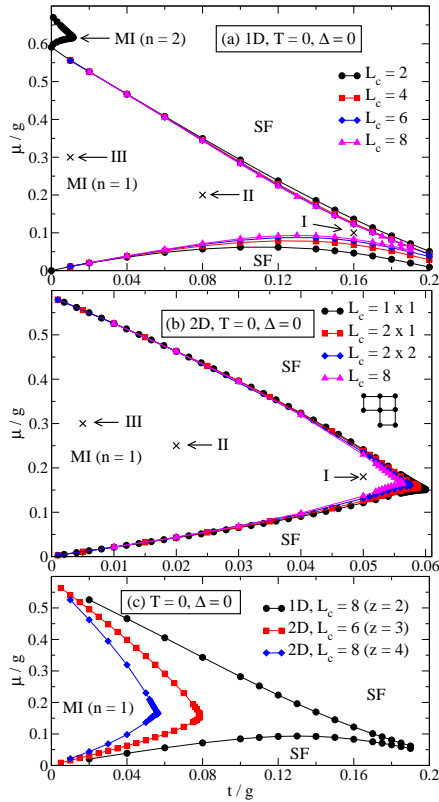 MI (n = 2)
(a) 1D, T = 0, Δ = 0
L_c = 2
L_c = 4
L_c = 6
L_c = 8
SF
III
MI (n = 1)
II
I
SF
μ / g
0.6
0.5
0.4
0.3
0.2
0.1
0
0
0.04
0.08
0.12
0.16
0.2
(b) 2D, T = 0, Δ = 0
L_c = 1 x 1
L_c = 2 x 1
L_c = 2 x 2
L_c = 8
SF
III
II
MI (n = 1)
I
SF
μ / g
0.6
0.5
0.4
0.3
0.2
0.1
0
0
0.01
0.02
0.03
0.04
0.05
0.06
(c) T = 0, Δ = 0
1D, L_c = 8 (z = 2)
2D, L_c = 6 (z = 3)
2D, L_c = 8 (z = 4)
MI (n = 1)
SF
SF
μ / g
0.5
0.4
0.3
0.2
0.1
0
0
0.04
0.08
0.12
0.16
0.2
t / g